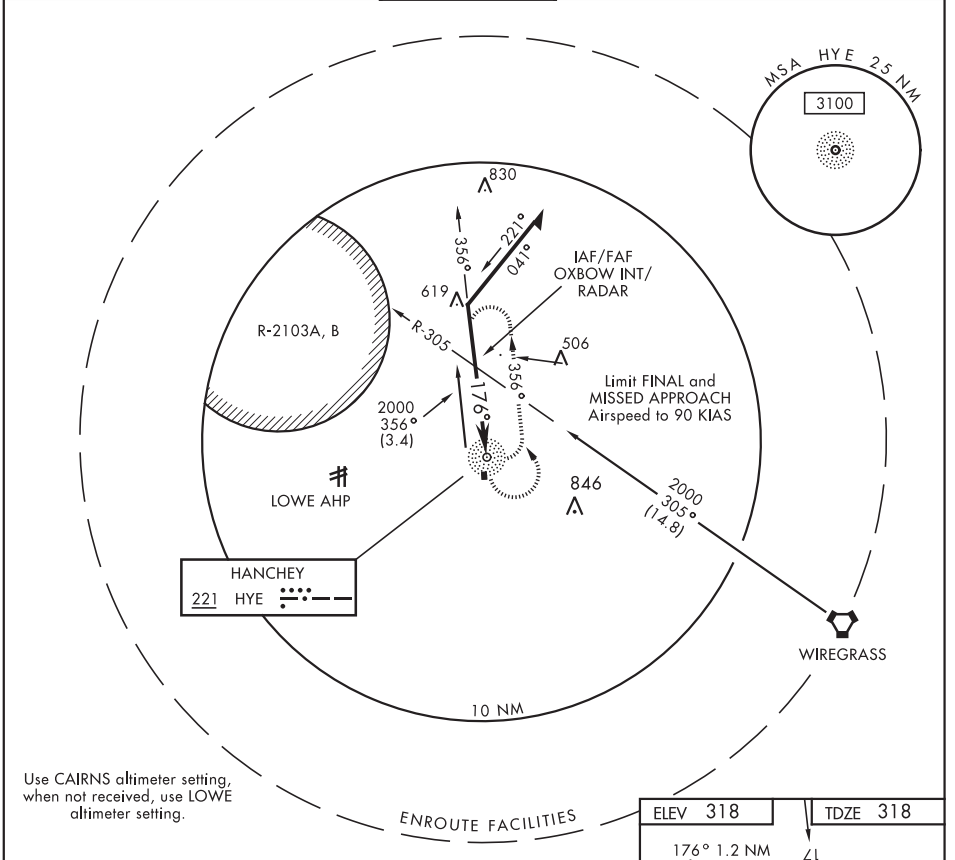 MSA HYE 25 NM
3100
830
356°
221°
041°
IAF/FAF
OXBOW INT/
RADAR
619
R-2103A, B
R-305
506
356°
Limit FINAL and
MISSED APPROACH
Airspeed to 90 KIAS
176°
2000
356°
(3.4)
LOWE AHP
846
2000
305°
(14.8)
HANCHEY
221 HYE
WIREGRASS
10 NM
Use CAIRNS altimeter setting,
when not received, use LOWE
altimeter setting.
ENROUTE FACILITIES
ELEV 318
TDZE 318
176° 1.2 NM